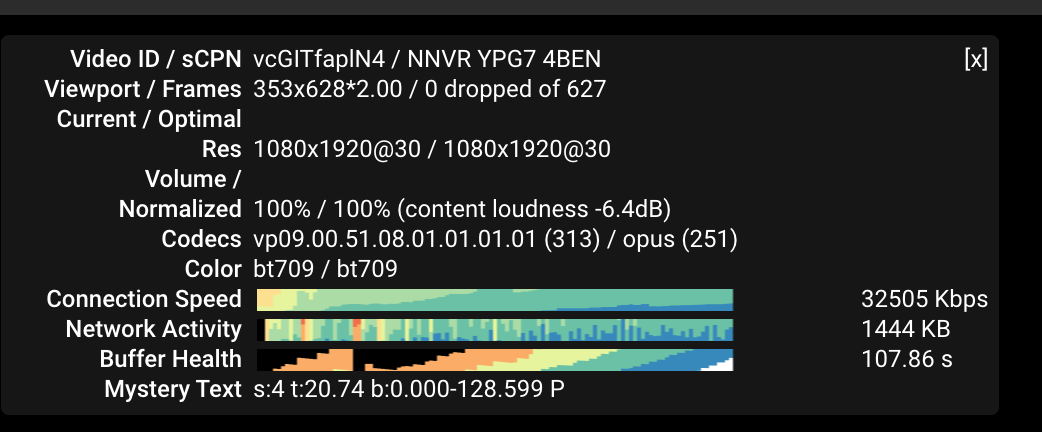 Video ID / sCPN vcGITfaplN4 / NNVR YPG7 4BEN [x]
Viewport / Frames 353x628*2.00 / 0 dropped of 627
Current / Optimal
Res 1080x1920@30 / 1080x1920@30
Volume /
Normalized 100% / 100% (content loudness -6.4dB)
Codecs vp09.00.51.08.01.01.01.01 (313) / opus (251)
Color bt709 / bt709
Connection Speed 32505 Kbps
Network Activity 1444 KB
Buffer Health 107.86 s
Mystery Text s:4 t:20.74 b:0.000-128.599 P